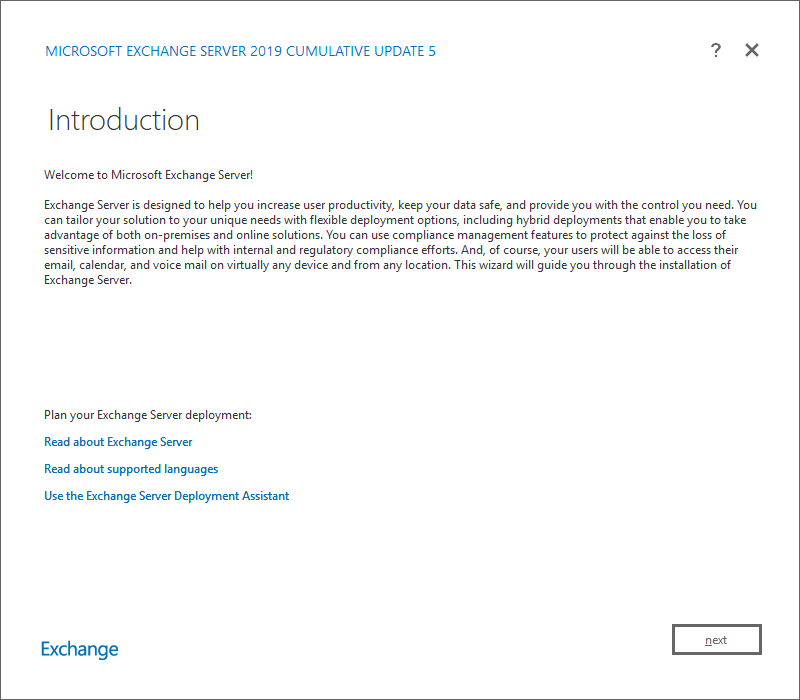 MICROSOFT EXCHANGE SERVER 2019 CUMULATIVE UPDATE 5
?
Introduction
Welcome to Microsoft Exchange Server!
Exchange Server is designed to help you increase user productivity, keep your data safe, and provide you with the control you need. You
can tailor your solution to your unique needs with flexible deployment options, including hybrid deployments that enable you to take
advantage of both on-premises and online solutions. You can use compliance management features to protect against the loss of
sensitive information and help with internal and regulatory compliance efforts. And, of course, your users will be able to access their
email, calendar, and voice mail on virtually any device and from any location. This wizard will guide you through the installation of
Exchange Server.
Plan your Exchange Server deployment:
Read about Exchange Server
Read about supported languages
Use the Exchange Server Deployment Assistant
Exchange
next